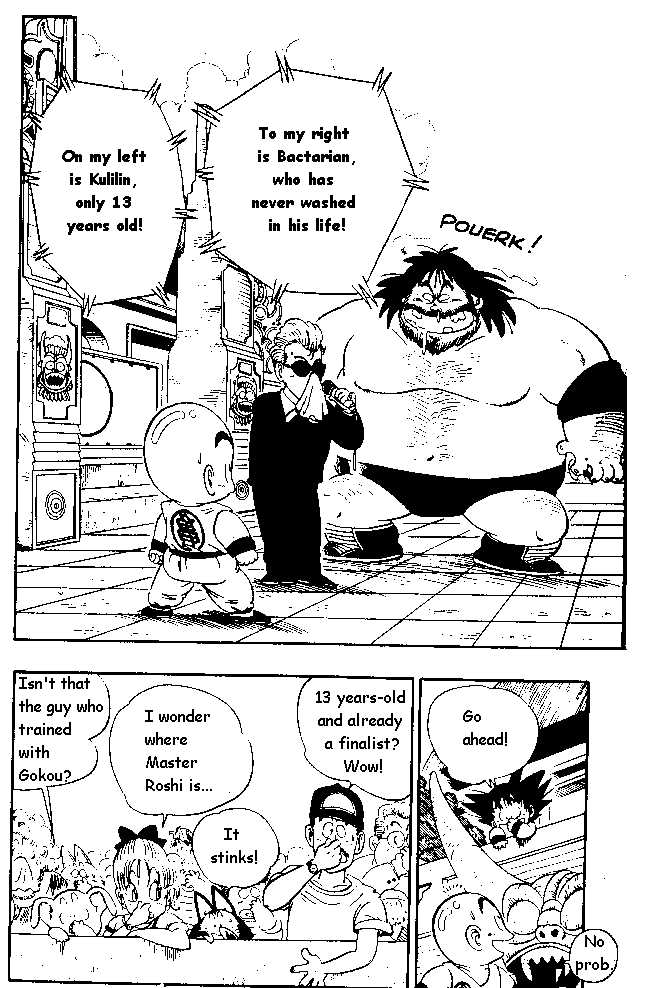 On my left
is Kulilin,
only 13
years old!
To my right
is Bactarian,
who has
never washed
in his life!
POUERK!
Isn't that
the guy who
trained
with
Gokou?
I wonder
where
Master
Roshi is...
It
stinks!
13 years-old
and already
a finalist?
Wow!
Go
ahead!
No
prob.